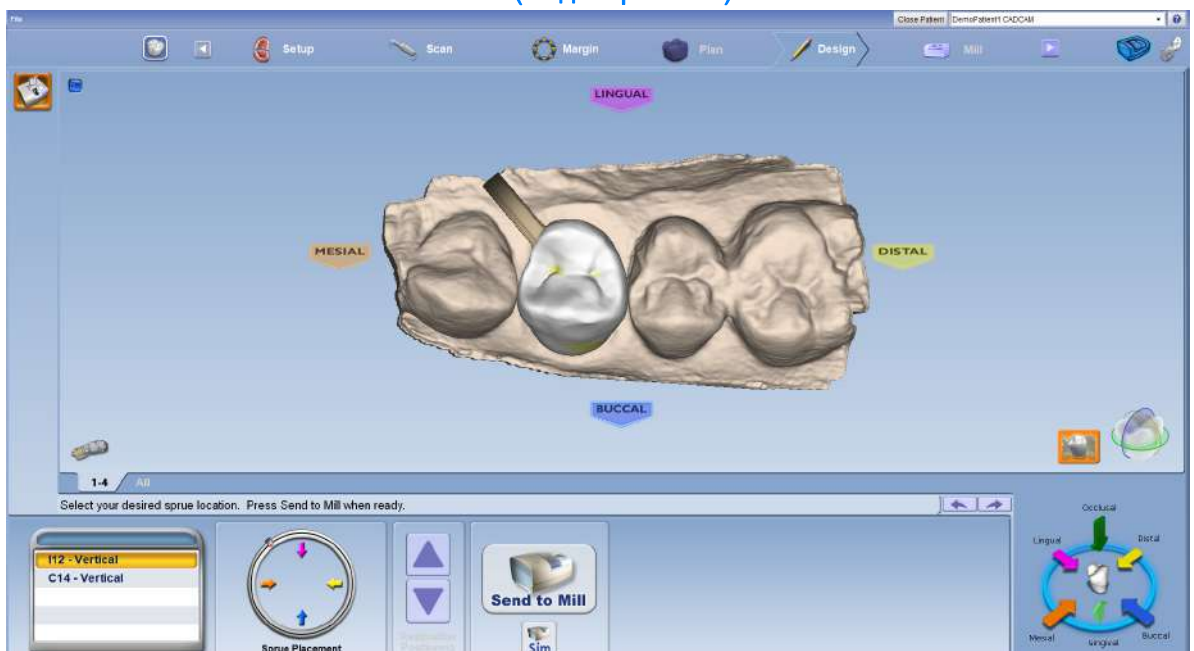 File
Close Patient
DemoPatient1 CADCAM
Setup
Scan
Margin
Plan
Design
Mill
LINGUAL
MESIAL
DISTAL
BUCCAL
1-4
All
Select your desired sprue location. Press Send to Mill when ready.
I12 - Vertical
C14 - Vertical
Sprue Placement
Send to Mill
Sim
Occlusal
Lingual
Distal
Mesial
Gingival
Buccal